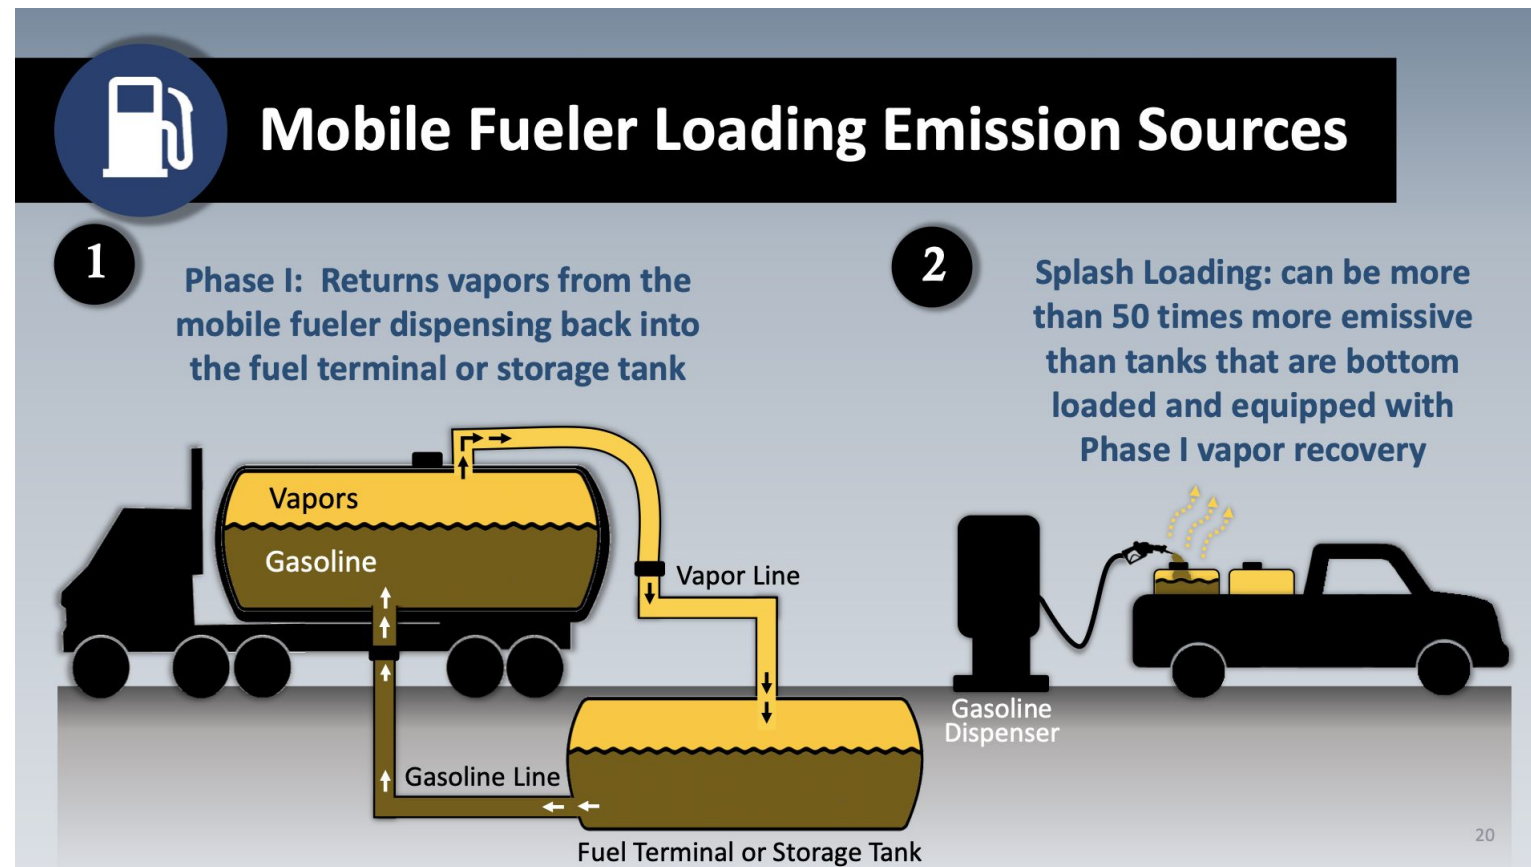 Mobile Fueler Loading Emission Sources
1
Phase I:  Returns vapors from the
mobile fueler dispensing back into
the fuel terminal or storage tank
2
Splash Loading: can be more
than 50 times more emissive
than tanks that are bottom
loaded and equipped with
Phase I vapor recovery
Vapors
Gasoline
Vapor Line
Gasoline Line
Fuel Terminal or Storage Tank
Gasoline
Dispenser
20